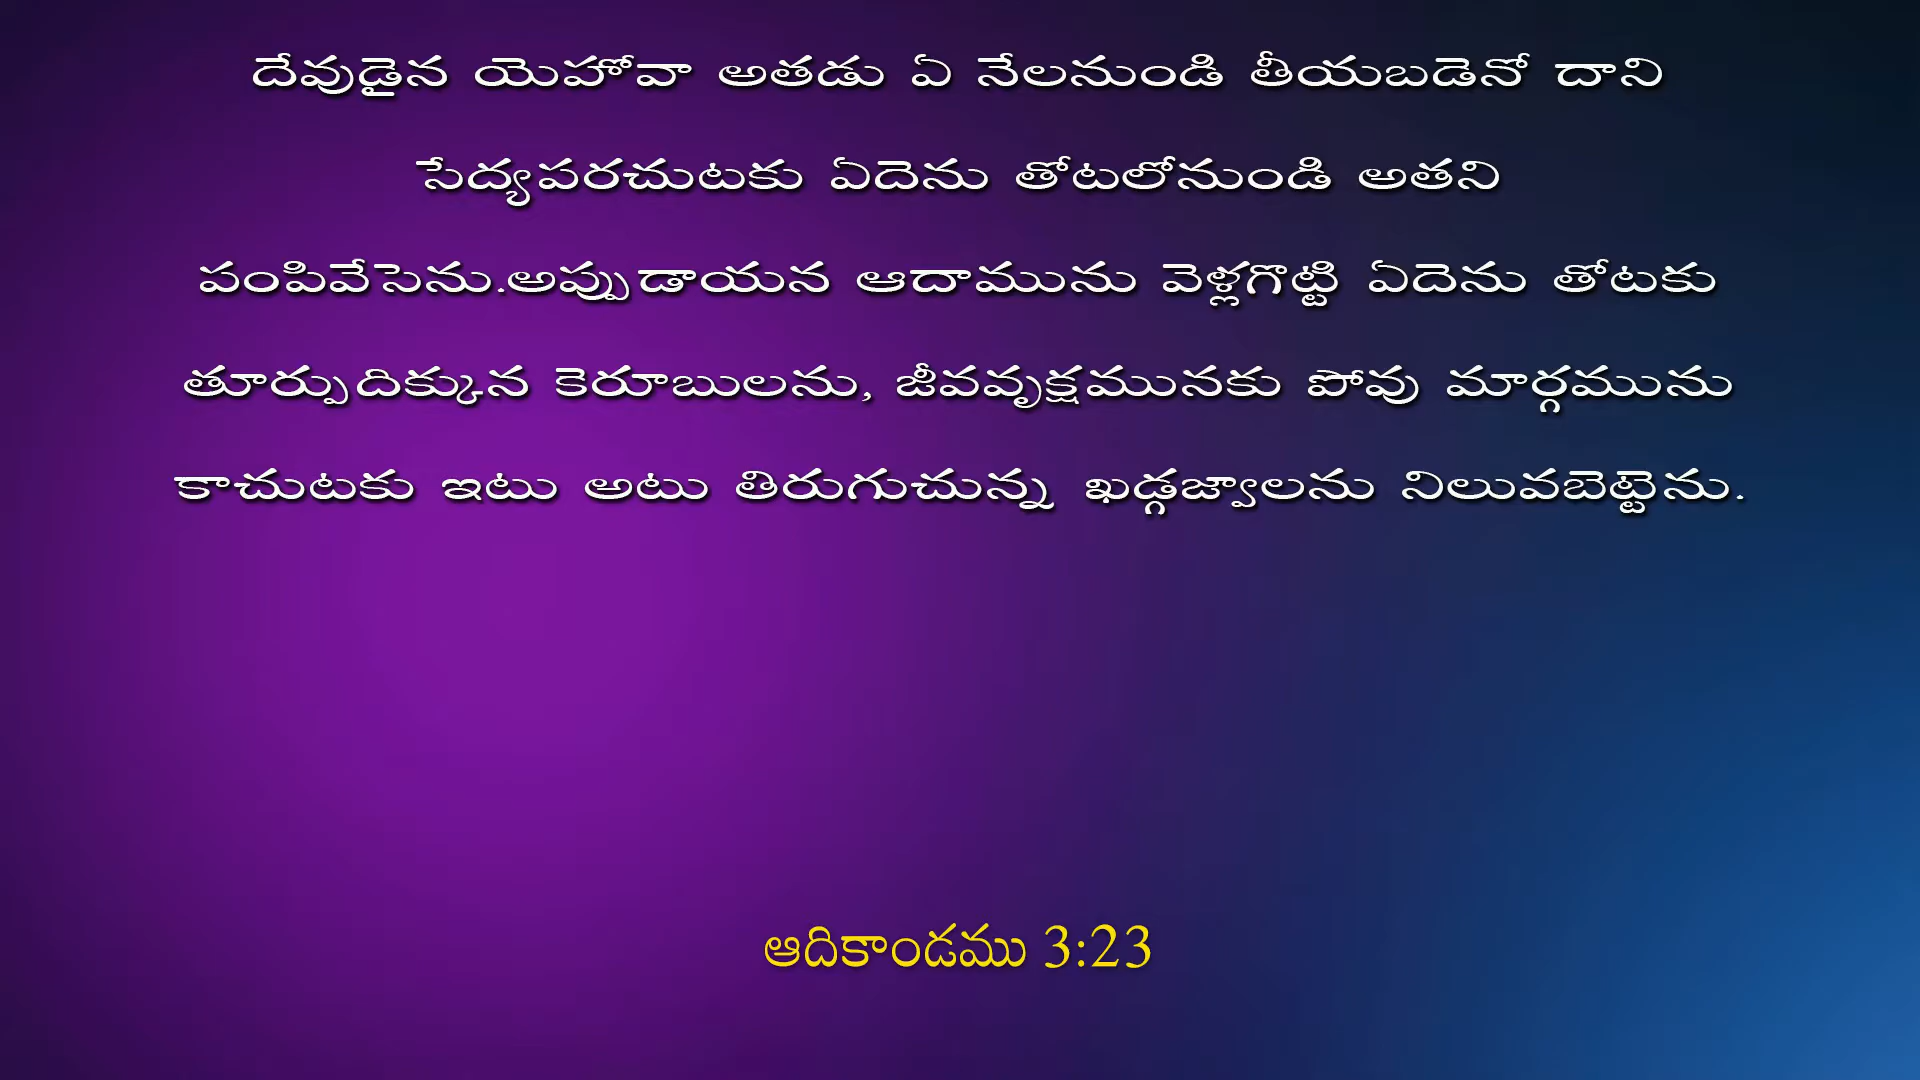 దేవుడైన యెహోవా అతడు ఏ నేలనుండి తీయబడెనో దాని
సేద్యపరచుటకు ఏదెను తోటలోనుండి అతని
పంపివేసెను.అప్పుడాయన ఆదామును వెళ్లగొట్టి ఏదెను తోటకు
తూర్పుదిక్కున కెరూబులను, జీవవృక్షమునకు పోవు మార్గమును
కాచుటకు ఇటు అటు తిరుగుచున్న ఖడ్గజ్వాలను నిలువబెట్టెను.
ఆదికాండము 3:23